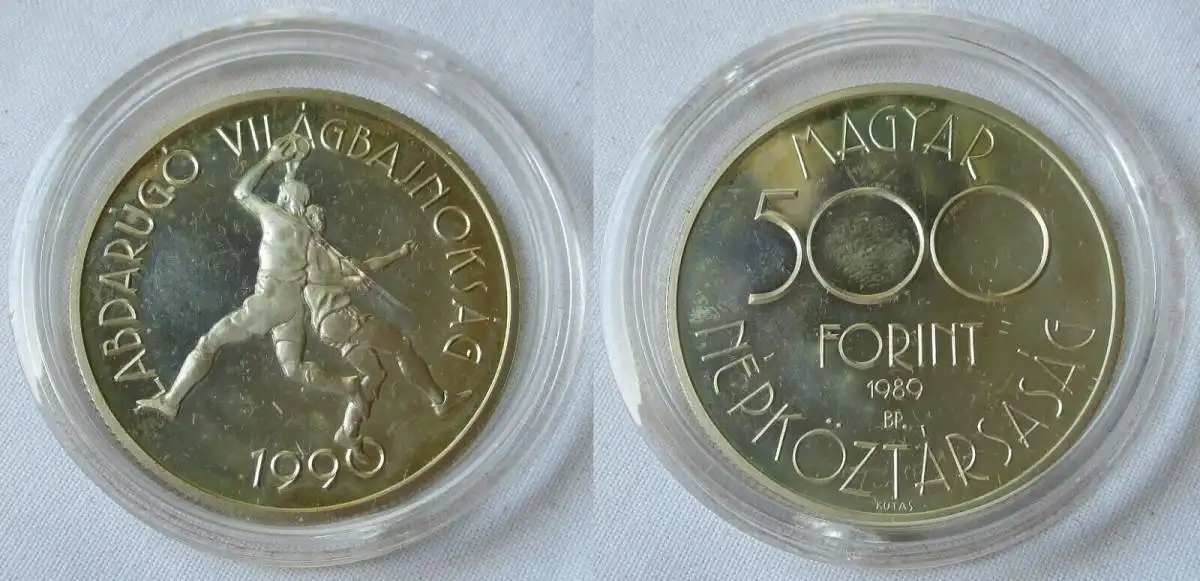 LABDARÚGÓ VILÁGBAJNOKSÁG
1990
MAGYAR
500
FORINT
1989
BP.
NÉPKÖZTÁRSASÁG
KUTAS